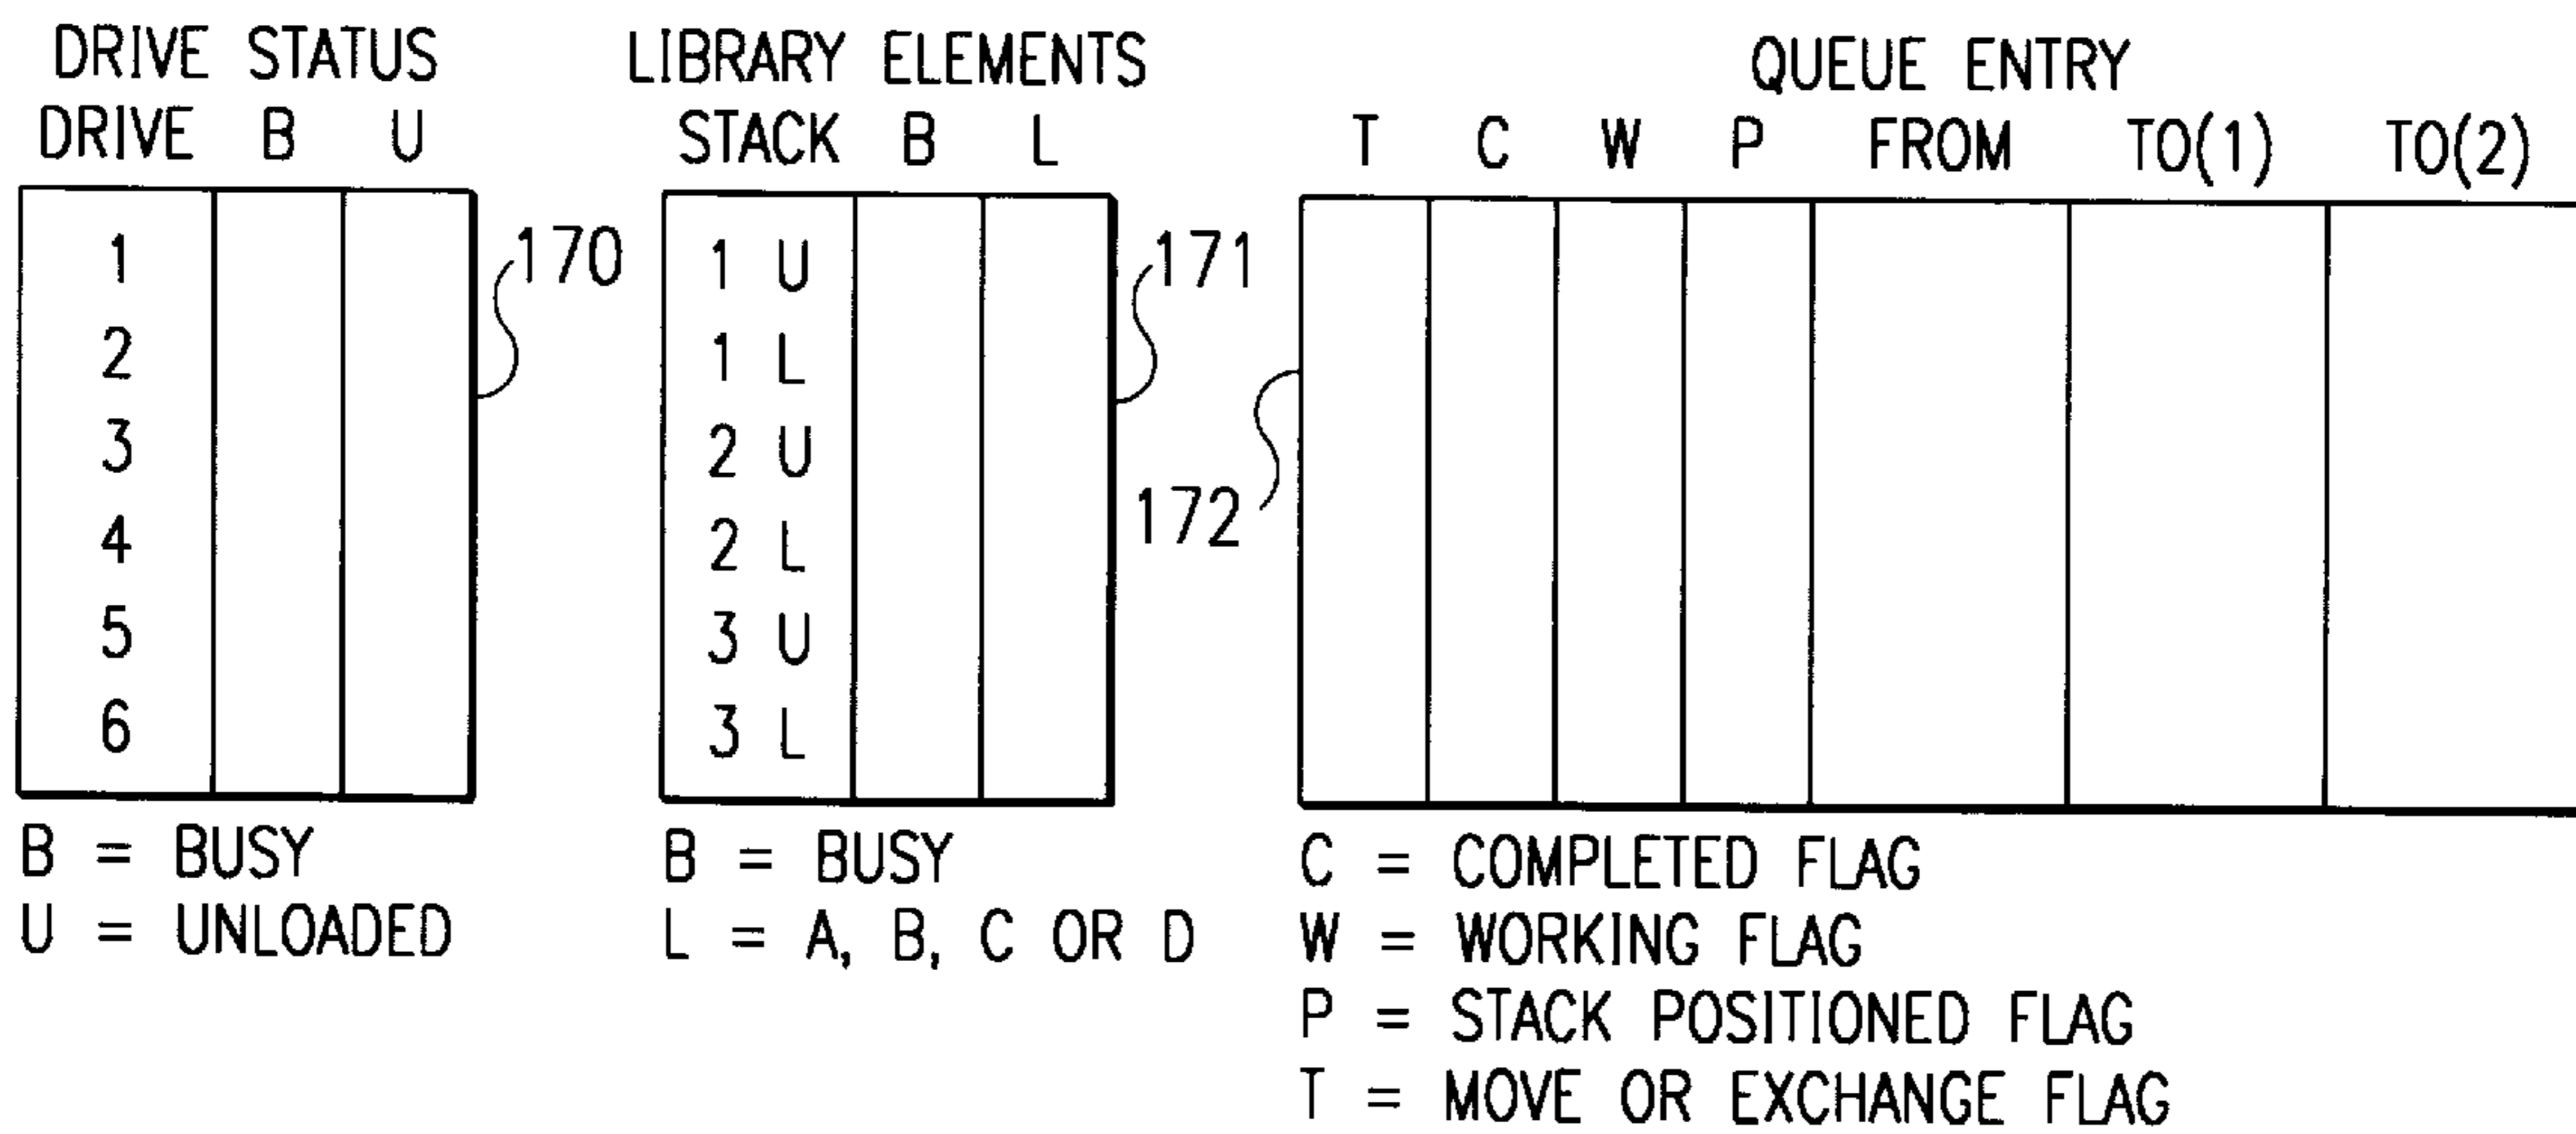 DRIVE STATUS
DRIVE B U
1
2
3
4
5
6
170
B = BUSY
U = UNLOADED
LIBRARY ELEMENTS
STACK B L
1 U
1 L
2 U
2 L
3 U
3 L
171
B = BUSY
L = A, B, C OR D
QUEUE ENTRY
T C W P FROM TO(1) TO(2)
172
C = COMPLETED FLAG
W = WORKING FLAG
P = STACK POSITIONED FLAG
T = MOVE OR EXCHANGE FLAG